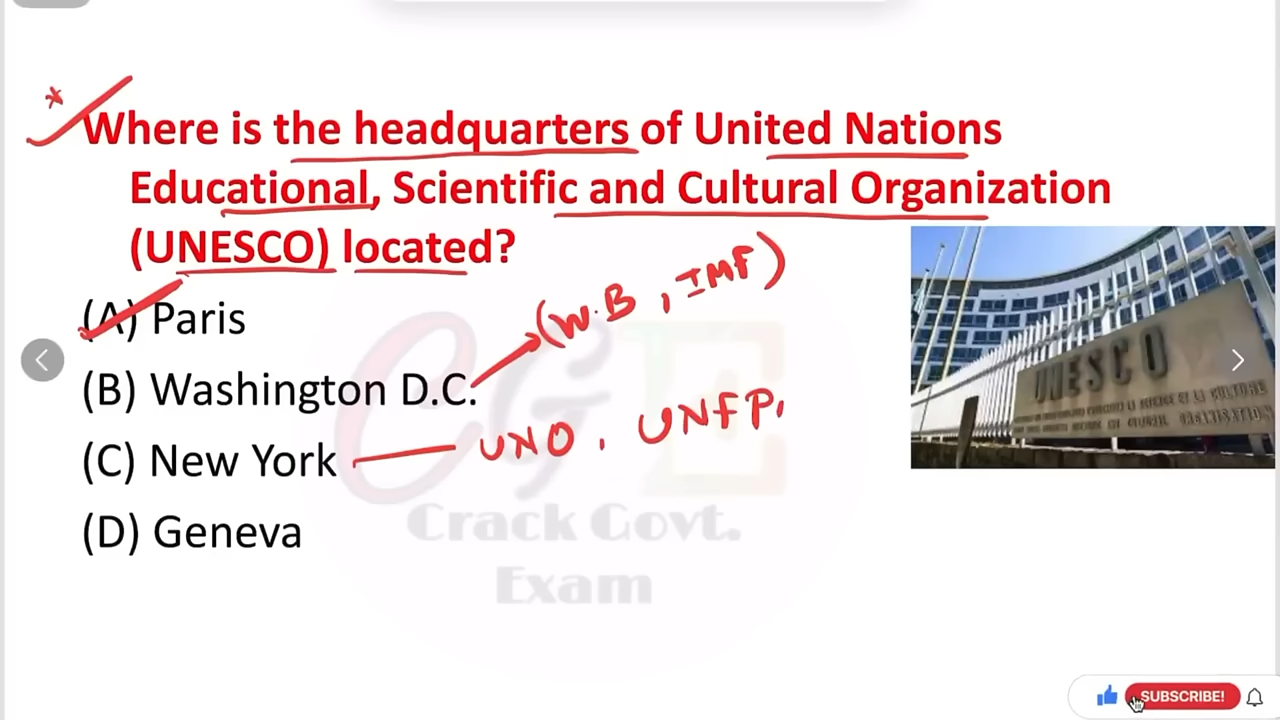 Where is the headquarters of United Nations
Educational, Scientific and Cultural Organization
(UNESCO) located?
(A) Paris
(W.B, IMF)
(B) Washington D.C.
UNO, UNFP,
(C) New York
(D) Geneva
UNESCO
Crack Govt.
Exam
SUBSCRIBE!